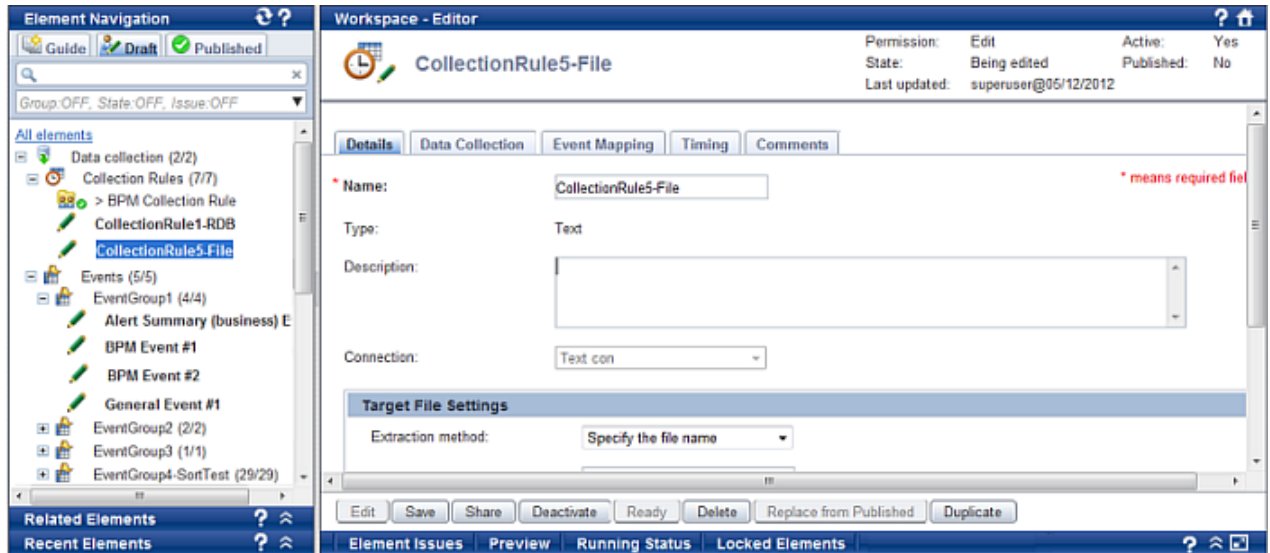 Element Navigation
Guide Draft Published
Group:OFF, State:OFF, Issue:OFF
All elements
Data collection (2/2)
Collection Rules (7/7)
> BPM Collection Rule
CollectionRule1-RDB
CollectionRule5-File
Events (5/5)
EventGroup1 (4/4)
Alert Summary (business) E
BPM Event #1
BPM Event #2
General Event #1
EventGroup2 (2/2)
EventGroup3 (1/1)
EventGroup4-SortTest (29/29)
Related Elements
Recent Elements
Workspace - Editor
CollectionRule5-File
Permission: Edit Active: Yes
State: Being edited Published: No
Last updated: superuser@05/12/2012
Details Data Collection Event Mapping Timing Comments
* Name: CollectionRule5-File * means required fiel
Type: Text
Description:
Connection: Text con
Target File Settings
Extraction method: Specify the file name
Edit Save Share Deactivate Ready Delete Replace from Published Duplicate
Element Issues Preview Running Status Locked Elements